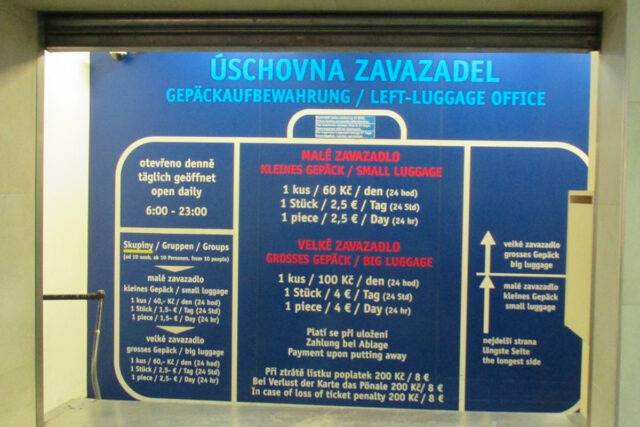 ÚSCHOVNA ZAVAZADEL
GEPÄCKAUFBEWAHRUNG / LEFT-LUGGAGE OFFICE
otevřeno denně
täglich geöffnet
open daily
6:00 - 23:00
Skupiny / Gruppen / Groups
(od 10 osob, ab 10 Personen, from 10 people)
malé zavazadlo
kleines Gepäck / small luggage
1 kus / 40,- Kč / den (24 hod)
1 Stück / 1,5- € / Tag (24 Std)
1 piece / 1,5- € / Day (24 hr)
velké zavazadlo
grosses Gepäck / big luggage
1 kus / 60,- Kč / den (24 hod)
1 Stück / 2,5- € / Tag (24 Std)
1 piece / 2,5- € / Day (24 hr)
MALÉ ZAVAZADLO
KLEINES GEPÄCK / SMALL LUGGAGE
1 kus / 60 Kč / den (24 hod)
1 Stück / 2,5 € / Tag (24 Std)
1 piece / 2,5 € / Day (24 hr)
VELKÉ ZAVAZADLO
GROSSES GEPÄCK / BIG LUGGAGE
1 kus / 100 Kč / den (24 hod)
1 Stück / 4 € / Tag (24 Std)
1 piece / 4 € / Day (24 hr)
Platí se při uložení
Zahlung bei Ablage
Payment upon putting away
Při ztrátě lístku poplatek 200 Kč / 8 €
Bei Verlust der Karte das Pönale 200 Kč/ 8 €
In case of loss of ticket penalty 200 Kč/ 8 €
velké zavazadlo
grosses Gepäck
big luggage
malé zavazadlo
kleines Gepäck
small luggage
nejdelší strana
längste Seite
the longest side